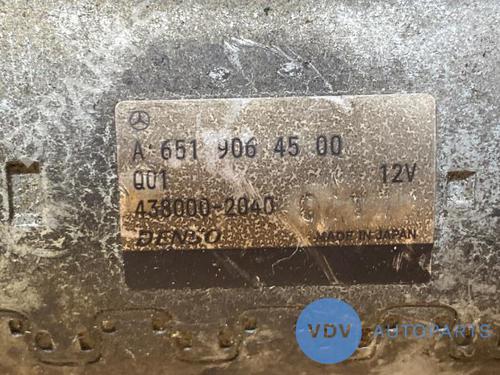 A 651 906 45 00
Q01 12V
438000-2040
DENSO MADE IN JAPAN
VDV AUTOPARTS